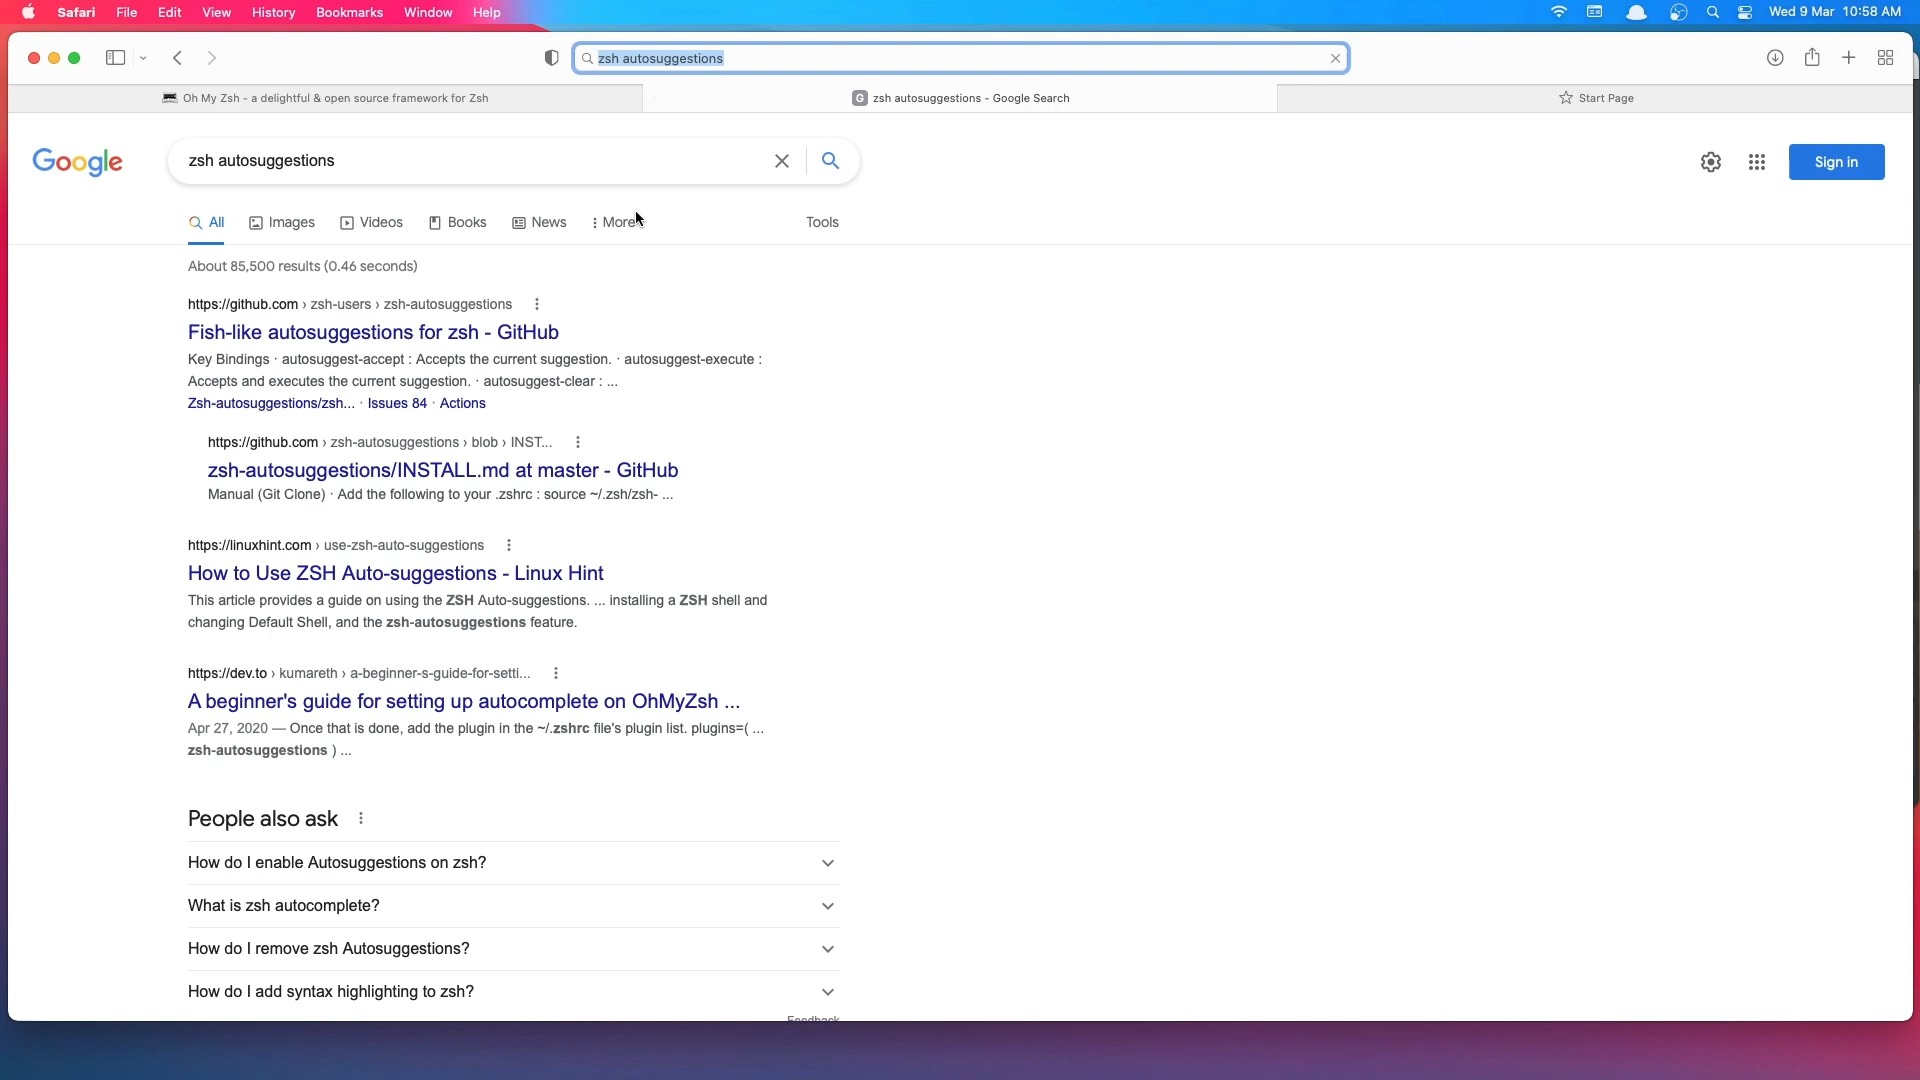 Safari File Edit View History Bookmarks Window Help Wed 9 Mar 10:58 AM
zsh autosuggestions
Oh My Zsh - a delightful & open source framework for Zsh
G zsh autosuggestions - Google Search
Start Page
Google
zsh autosuggestions
Sign in
All Images Videos Books News More Tools
About 85,500 results (0.46 seconds)
https://github.com › zsh-users › zsh-autosuggestions
Fish-like autosuggestions for zsh - GitHub
Key Bindings · autosuggest-accept : Accepts the current suggestion. · autosuggest-execute :
Accepts and executes the current suggestion. · autosuggest-clear : ...
Zsh-autosuggestions/zsh... · Issues 84 · Actions
https://github.com › zsh-autosuggestions › blob › INST...
zsh-autosuggestions/INSTALL.md at master - GitHub
Manual (Git Clone) · Add the following to your .zshrc : source ~/.zsh/zsh- ...
https://linuxhint.com › use-zsh-auto-suggestions
How to Use ZSH Auto-suggestions - Linux Hint
This article provides a guide on using the ZSH Auto-suggestions. ... installing a ZSH shell and
changing Default Shell, and the zsh-autosuggestions feature.
https://dev.to › kumareth › a-beginner-s-guide-for-setti...
A beginner's guide for setting up autocomplete on OhMyZsh ...
Apr 27, 2020 — Once that is done, add the plugin in the ~/.zshrc file's plugin list. plugins=( ...
zsh-autosuggestions ) ...
People also ask
How do I enable Autosuggestions on zsh?
What is zsh autocomplete?
How do I remove zsh Autosuggestions?
How do I add syntax highlighting to zsh?
Feedback